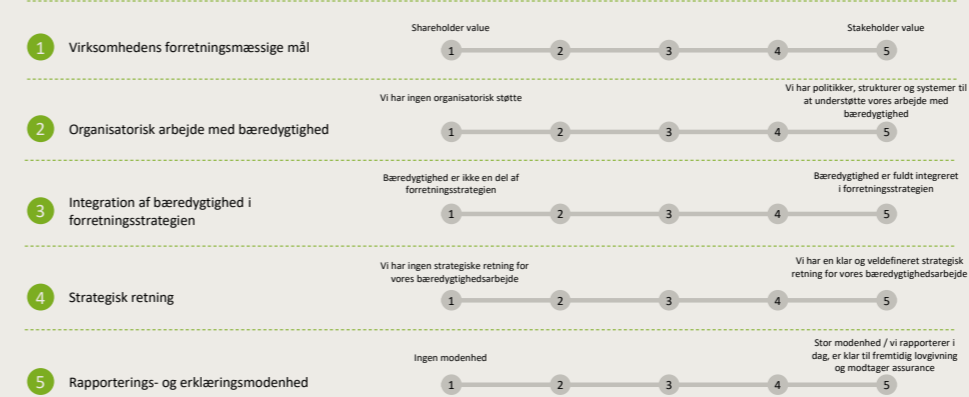 Shareholder value
Stakeholder value
1 Virksomhedens forretningsmæssige mål
1 2 3 4 5
Vi har ingen organisatorisk støtte
Vi har politikker, strukturer og systemer til
at understøtte vores arbejde med
bæredygtighed
2 Organisatorisk arbejde med bæredygtighed
1 2 3 4 5
Bæredygtighed er ikke en del af
forretningsstrategien
Bæredygtighed er fuldt integreret
i forretningsstrategien
3 Integration af bæredygtighed i
forretningsstrategien
1 2 3 4 5
Vi har ingen strategiske retning for
vores bæredygtighedsarbejde
Vi har en klar og veldefineret strategisk
retning for vores bæredygtighedsarbejde
4 Strategisk retning
1 2 3 4 5
Ingen modenhed
Stor modenhed / vi rapporterer i
dag, er klar til fremtidig lovgivning
og modtager assurance
5 Rapporterings- og erklæringsmodenhed
1 2 3 4 5